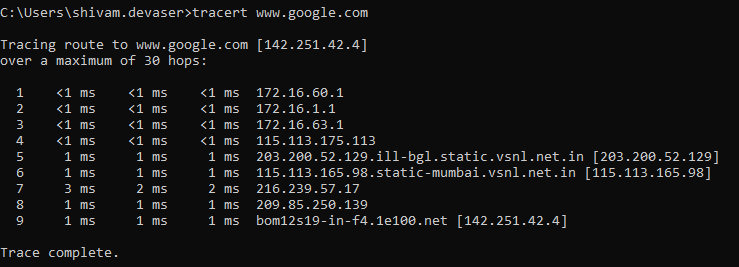 C:\Users\shivam.devaser>tracert www.google.com
Tracing route to www.google.com [142.251.42.4]
over a maximum of 30 hops:
1 <1 ms <1 ms <1 ms 172.16.60.1
2 <1 ms <1 ms <1 ms 172.16.1.1
3 <1 ms <1 ms <1 ms 172.16.63.1
4 <1 ms <1 ms <1 ms 115.113.175.113
5 1 ms 1 ms 1 ms 203.200.52.129.ill-bgl.static.vsnl.net.in [203.200.52.129]
6 1 ms 1 ms 1 ms 115.113.165.98.static-mumbai.vsnl.net.in [115.113.165.98]
7 3 ms 2 ms 2 ms 216.239.57.17
8 1 ms 1 ms 1 ms 209.85.250.139
9 1 ms 1 ms 1 ms bom12s19-in-f4.1e100.net [142.251.42.4]
Trace complete.